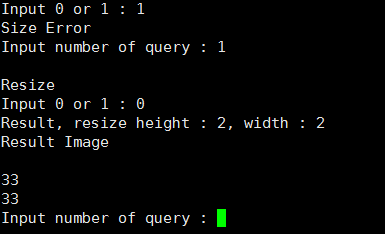 Input 0 or 1 : 1
Size Error
Input number of query : 1
Resize
Input 0 or 1 : 0
Result, resize height : 2, width : 2
Result Image
33
33
Input number of query :